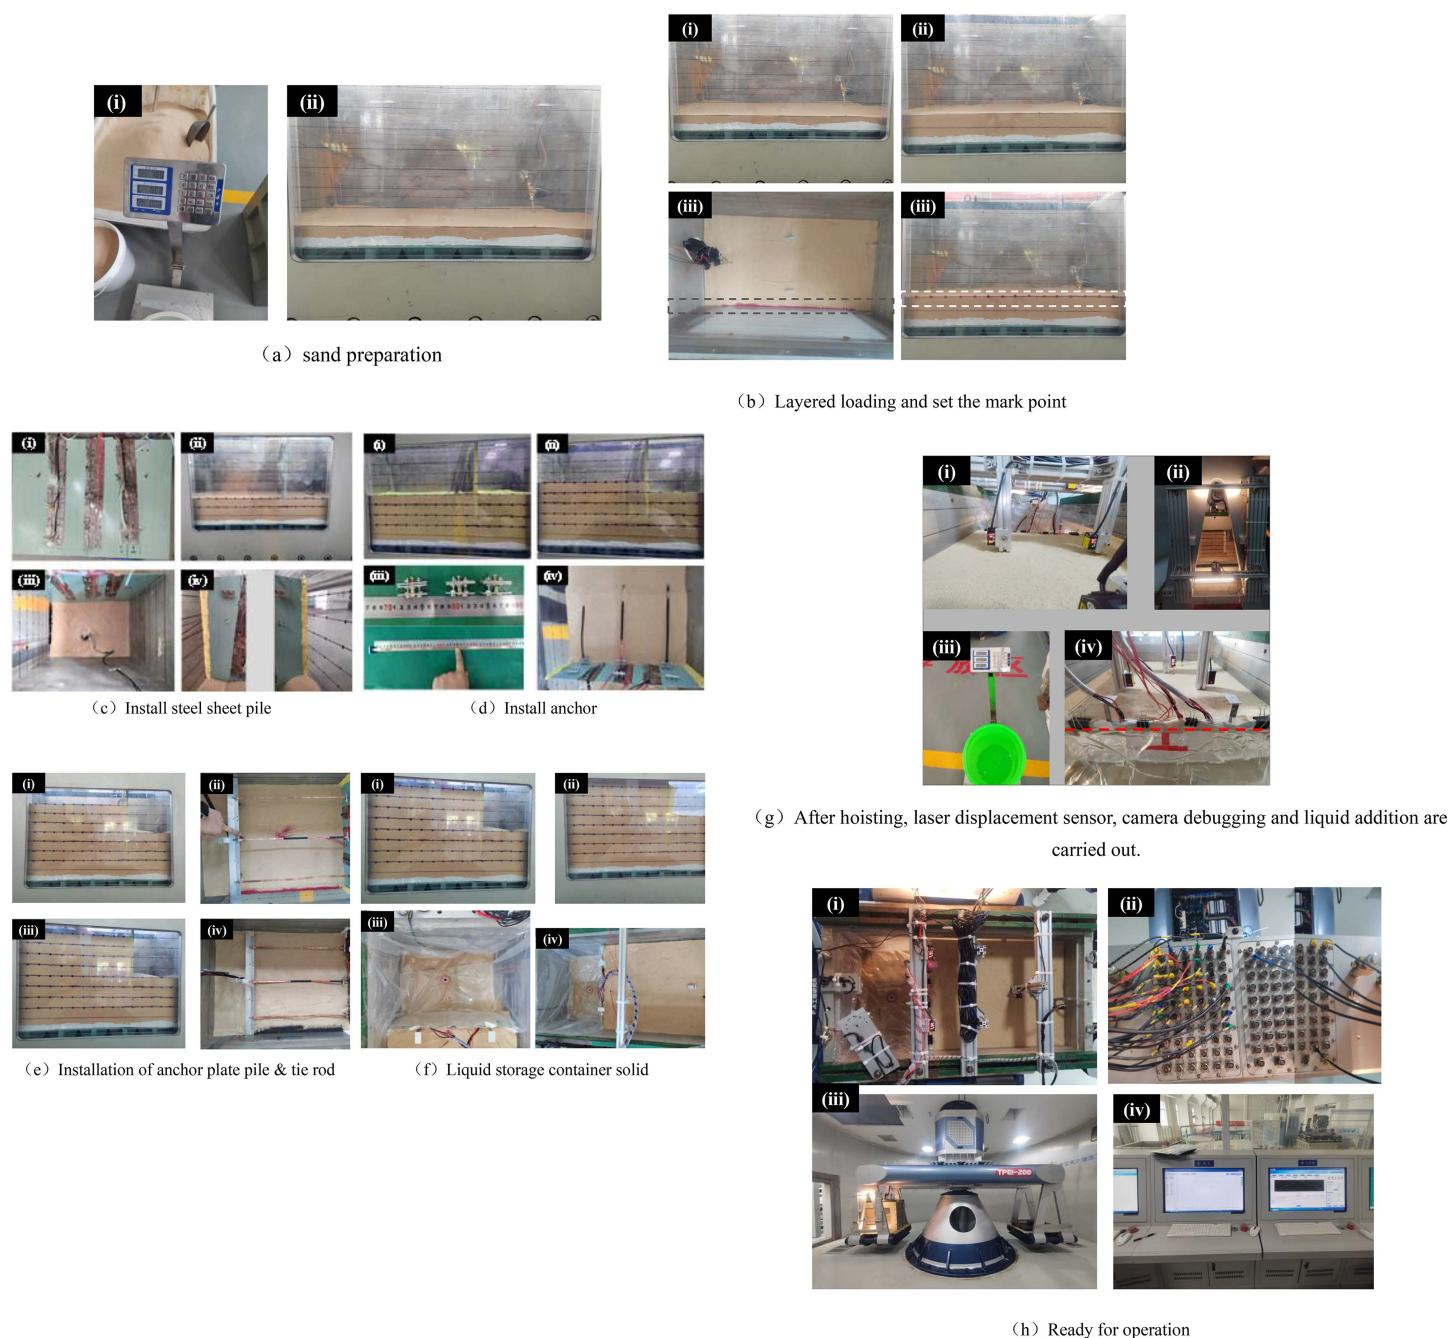 (i)
(ii)
(a) sand preparation
(i)
(ii)
(iii)
(iii)
(b) Layered loading and set the mark point
(i)
(ii)
(iii)
(iv)
(c) Install steel sheet pile
(i)
(ii)
(iii)
(iv)
(d) Install anchor
(i)
(ii)
(iii)
(iv)
(e) Installation of anchor plate pile & tie rod
(i)
(ii)
(iii)
(iv)
(f) Liquid storage container solid
(i)
(ii)
(iii)
(iv)
(g) After hoisting, laser displacement sensor, camera debugging and liquid addition are
carried out.
(i)
(ii)
(iii)
TPEI-200
(iv)
(h) Ready for operation